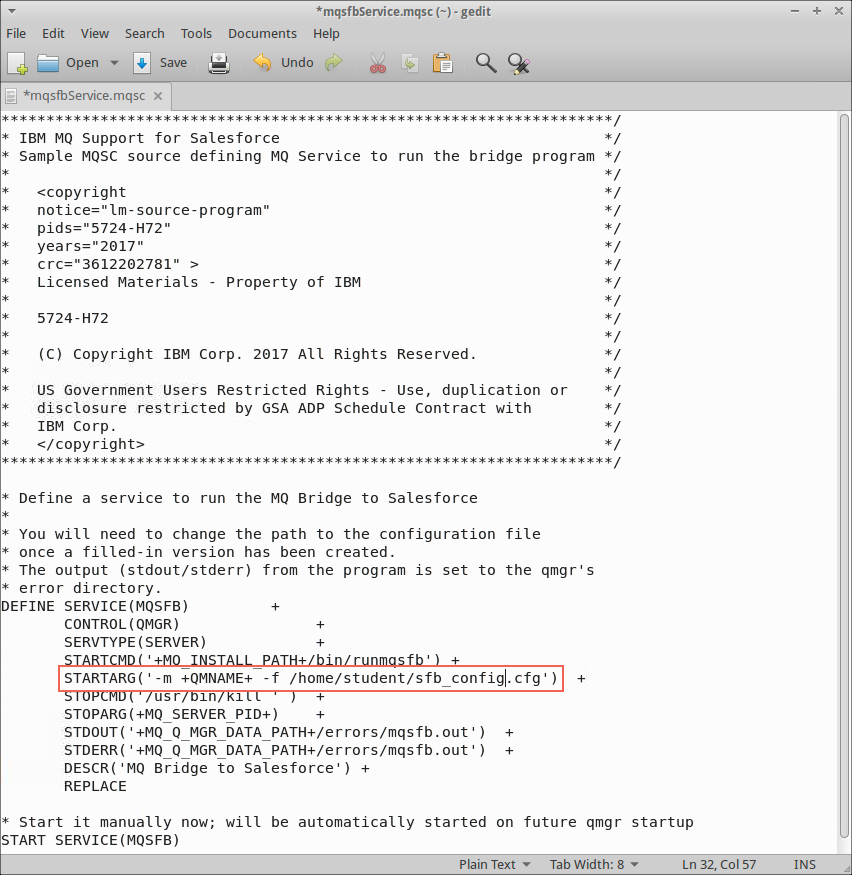 *mqsfbService.mqsc (~) - gedit
File Edit View Search Tools Documents Help
Open Save Undo
*mqsfbService.mqsc
********************************************************************/
* IBM MQ Support for Salesforce                                    */
* Sample MQSC source defining MQ Service to run the bridge program */
*                                                                  */
*   <copyright                                                     */
*   notice="lm-source-program"                                     */
*   pids="5724-H72"                                                */
*   years="2017"                                                   */
*   crc="3612202781" >                                             */
*   Licensed Materials - Property of IBM                           */
*                                                                  */
*   5724-H72                                                       */
*                                                                  */
*   (C) Copyright IBM Corp. 2017 All Rights Reserved.              */
*                                                                  */
*   US Government Users Restricted Rights - Use, duplication or    */
*   disclosure restricted by GSA ADP Schedule Contract with        */
*   IBM Corp.                                                      */
*   </copyright>                                                   */
********************************************************************/
* Define a service to run the MQ Bridge to Salesforce
*
* You will need to change the path to the configuration file
* once a filled-in version has been created.
* The output (stdout/stderr) from the program is set to the qmgr's
* error directory.
DEFINE SERVICE(MQSFB)         +
       CONTROL(QMGR)               +
       SERVTYPE(SERVER)            +
       STARTCMD('+MQ_INSTALL_PATH+/bin/runmqsfb') +
       STARTARG('-m +QMNAME+ -f /home/student/sfb_config.cfg')  +
       STOPCMD('/usr/bin/kill ' )  +
       STOPARG(+MQ_SERVER_PID+)    +
       STDOUT('+MQ_Q_MGR_DATA_PATH+/errors/mqsfb.out')  +
       STDERR('+MQ_Q_MGR_DATA_PATH+/errors/mqsfb.out')  +
       DESCR('MQ Bridge to Salesforce') +
       REPLACE
* Start it manually now; will be automatically started on future qmgr startup
START SERVICE(MQSFB)
Plain Text Tab Width: 8 Ln 32, Col 57 INS